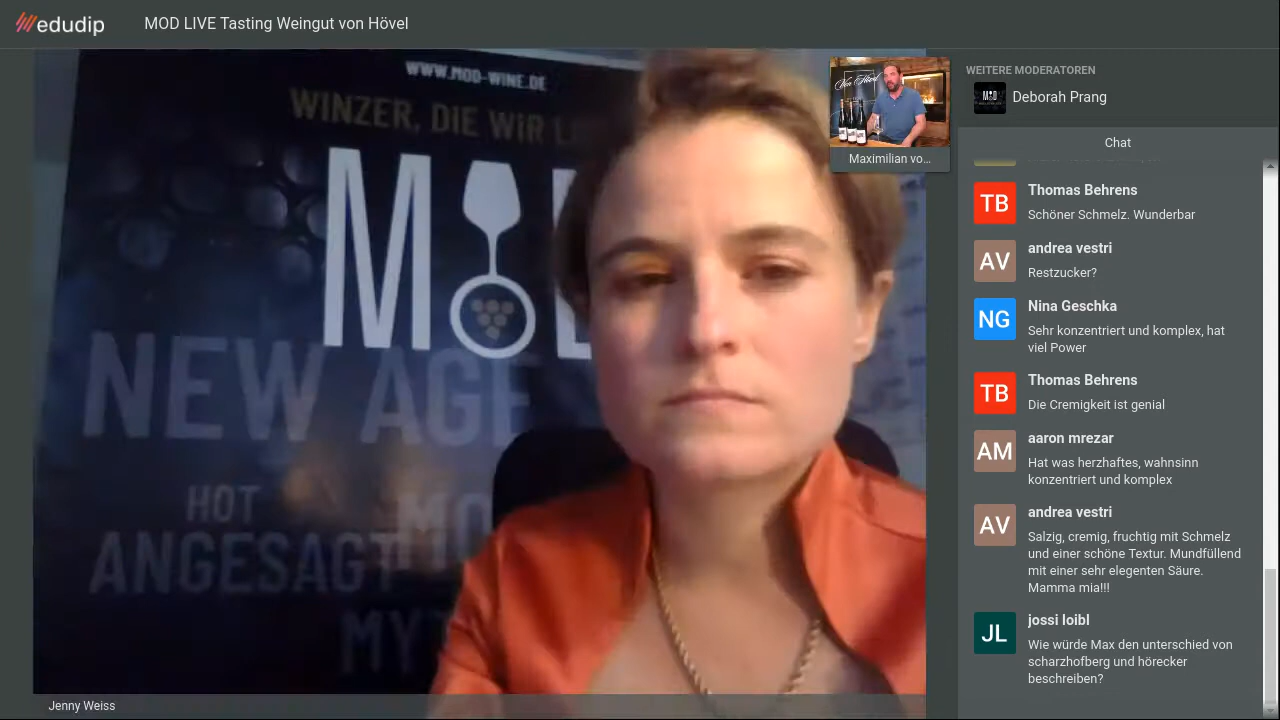 edudip
MOD LIVE Tasting Weingut von Hövel
WWW.MOD-WINE.DE
WINZER, DIE WIR
M D
NEW AGE
HOT
ANGESAGT
MO
MY
Jenny Weiss
Von Hövel
Maximilian vo...
WEITERE MODERATOREN
MOD
Deborah Prang
Chat
TB
Thomas Behrens
Schöner Schmelz. Wunderbar
AV
andrea vestri
Restzucker?
NG
Nina Geschka
Sehr konzentriert und komplex, hat
viel Power
TB
Thomas Behrens
Die Cremigkeit ist genial
AM
aaron mrezar
Hat was herzhaftes, wahnsinn
konzentriert und komplex
AV
andrea vestri
Salzig, cremig, fruchtig mit Schmelz
und einer schöne Textur. Mundfüllend
mit einer sehr elegenten Säure.
Mamma mia!!!
JL
jossi loibl
Wie würde Max den unterschied von
scharzhofberg und hörecker
beschreiben?